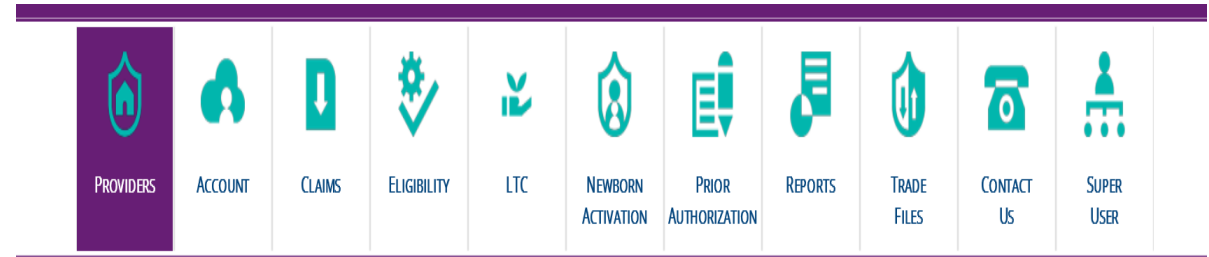 Providers
Account
Claims
Eligibility
LTC
Newborn
Activation
Prior
Authorization
Reports
Trade
Files
Contact
Us
Super
User